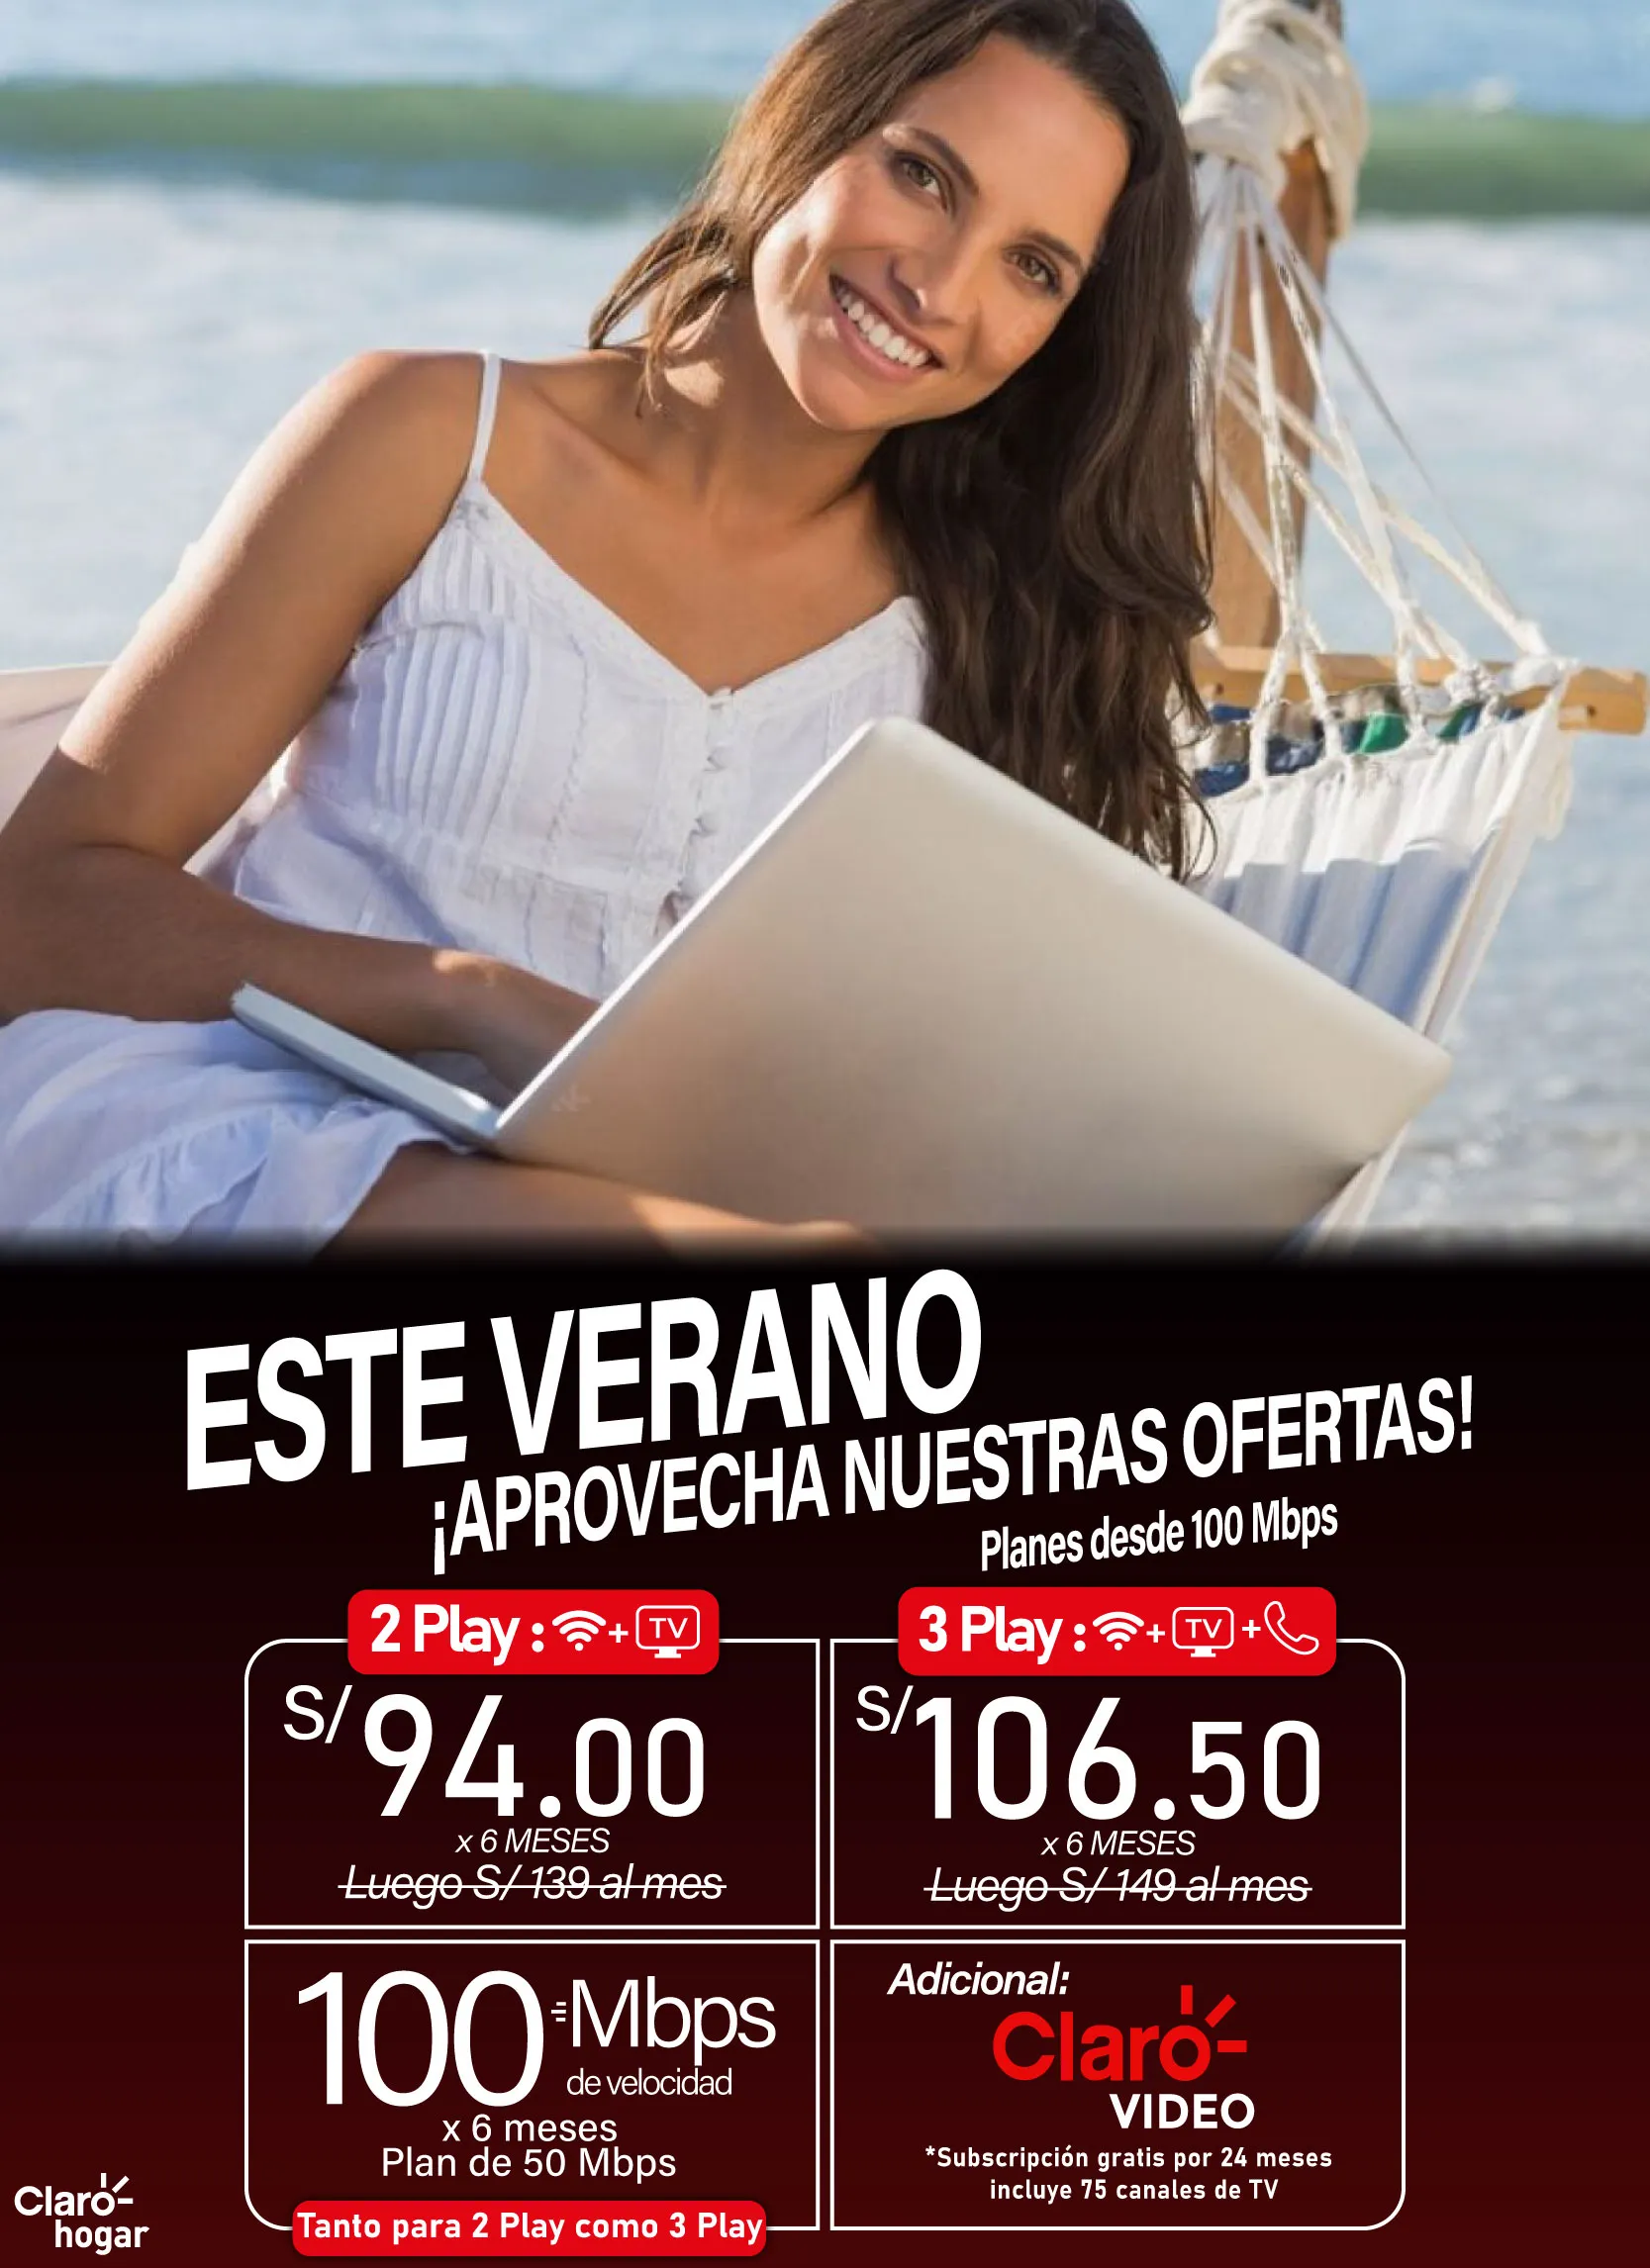 ESTE VERANO
¡APROVECHA NUESTRAS OFERTAS!
Planes desde 100 Mbps
2 Play : + TV
S/ 94.00
x 6 MESES
Luego S/ 139 al mes
3 Play : + TV +
S/ 106.50
x 6 MESES
Luego S/ 149 al mes
100 Mbps
de velocidad
x 6 meses
Plan de 50 Mbps
Tanto para 2 Play como 3 Play
Adicional:
Claro
VIDEO
*Subscripción gratis por 24 meses
incluye 75 canales de TV
Claro
hogar